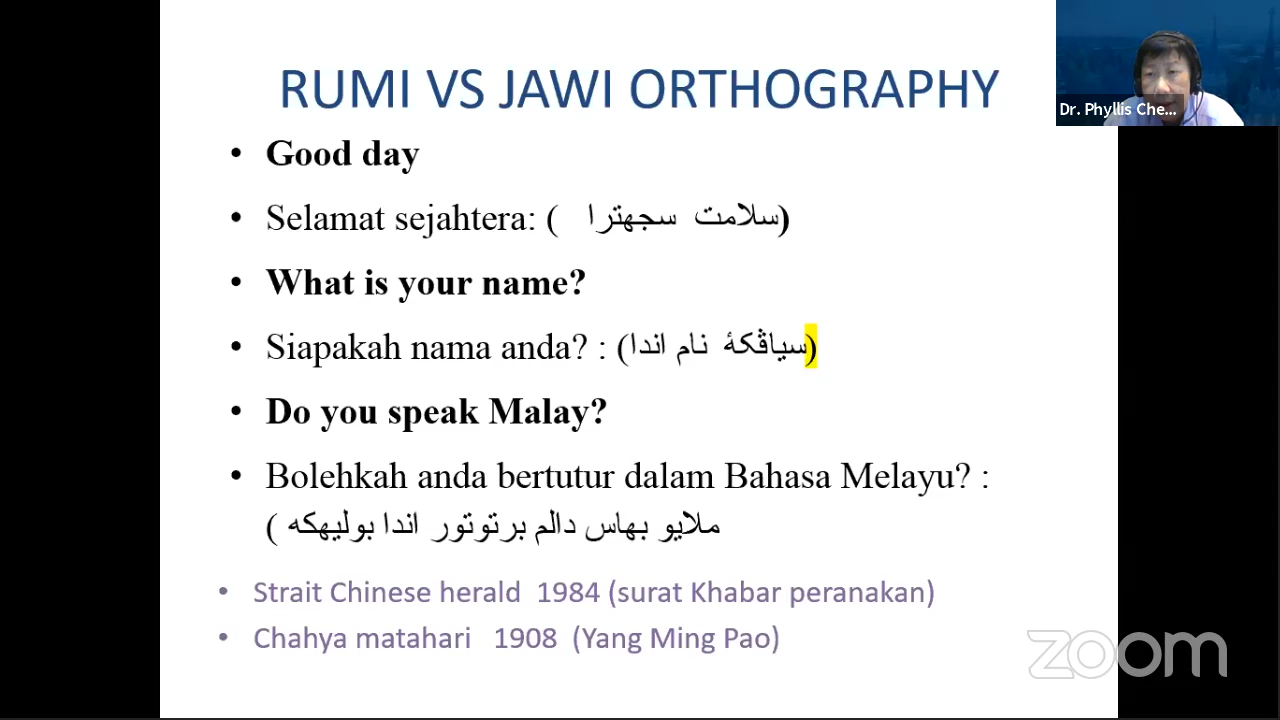 RUMI VS JAWI ORTHOGRAPHY
Dr. Phyllis Che...
• Good day
• Selamat sejahtera: (سلامت سجهترا)
• What is your name?
• Siapakah nama anda? : (سياڤكهٔ نام اندا)
• Do you speak Malay?
• Bolehkah anda bertutur dalam Bahasa Melayu? :
ملايو بهاس دالم برتوتور اندا بوليهكه (
• Strait Chinese herald 1984 (surat Khabar peranakan)
• Chahya matahari 1908 (Yang Ming Pao)
zoom